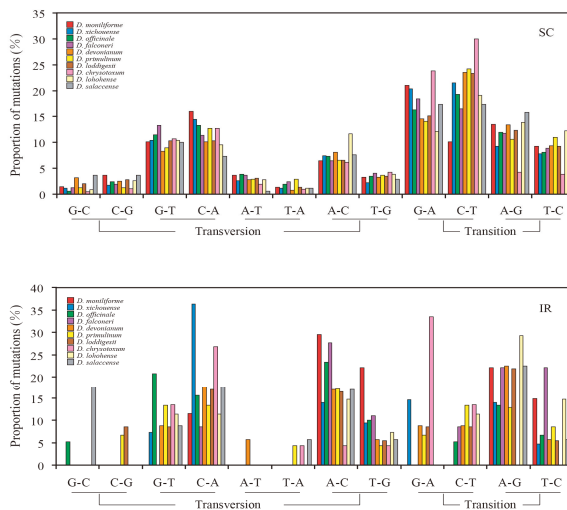 35
30
25
20
15
10
5
0
Proportion of mutations (%)
SC
D. moniliforme
D. xichouense
D. officinale
D. falconeri
D. devonianum
D. primulinum
D. loddigesii
D. chrysotoxum
D. lohohense
D. salaccense
G-C C-G G-T C-A A-T T-A A-C T-G G-A C-T A-G T-C
Transversion Transition
40
35
30
25
20
15
10
5
0
Proportion of mutations (%)
IR
D. moniliforme
D. xichouense
D. officinale
D. falconeri
D. devonianum
D. primulinum
D. loddigesii
D. chrysotoxum
D. lohohense
D. salaccense
G-C C-G G-T C-A A-T T-A A-C T-G G-A C-T A-G T-C
Transversion Transition